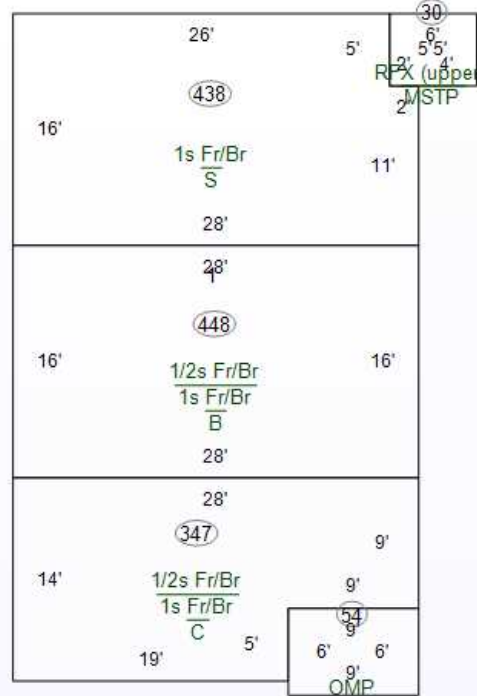 30
26'
6'
5'
5'5'
2'
4'
RFX (upper
MSTP
438
2'
16'
1s Fr/Br
S
11'
28'
28'
1
448
16'
16'
1/2s Fr/Br
1s Fr/Br
B
28'
28'
347
9'
14'
1/2s Fr/Br
1s Fr/Br
C
9'
54
9'
5'
6'
6'
19'
9'
OMP